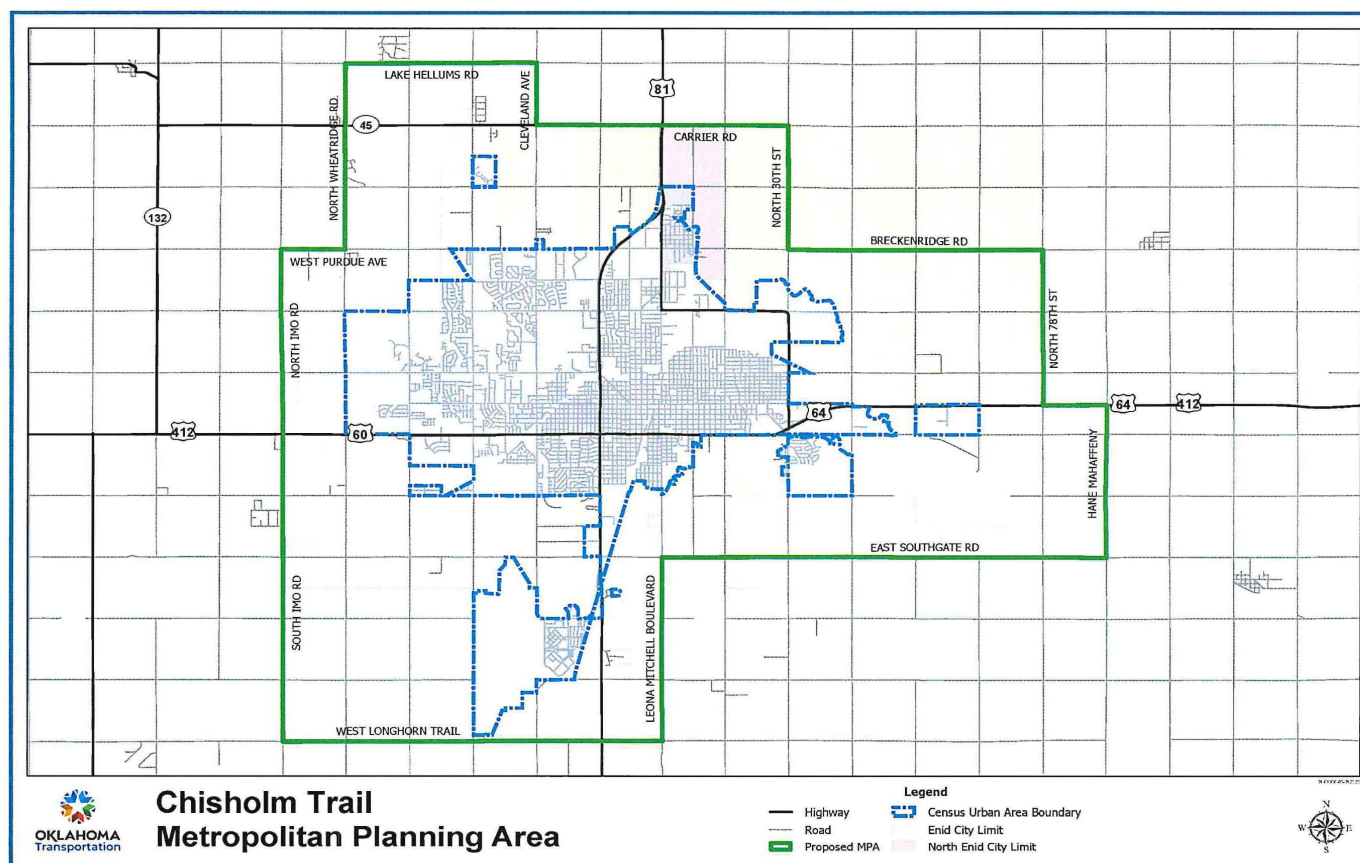 LAKE HELLUMS RD
CLEVELAND AVE
NORTH WHEATRIDGE RD
81
45
CARRIER RD
NORTH 30TH ST
132
BRECKENRIDGE RD
WEST PURDUE AVE
NORTH IMO RD
NORTH 78TH ST
64
412
64
412
60
HANE MAHAFFENY
EAST SOUTHGATE RD
SOUTH IMO RD
LEONA MITCHELL BOULEVARD
WEST LONGHORN TRAIL
OKLAHOMA
Transportation
Chisholm Trail
Metropolitan Planning Area
Legend
Highway
Road
Proposed MPA
Census Urban Area Boundary
Enid City Limit
North Enid City Limit
N
W
E
S